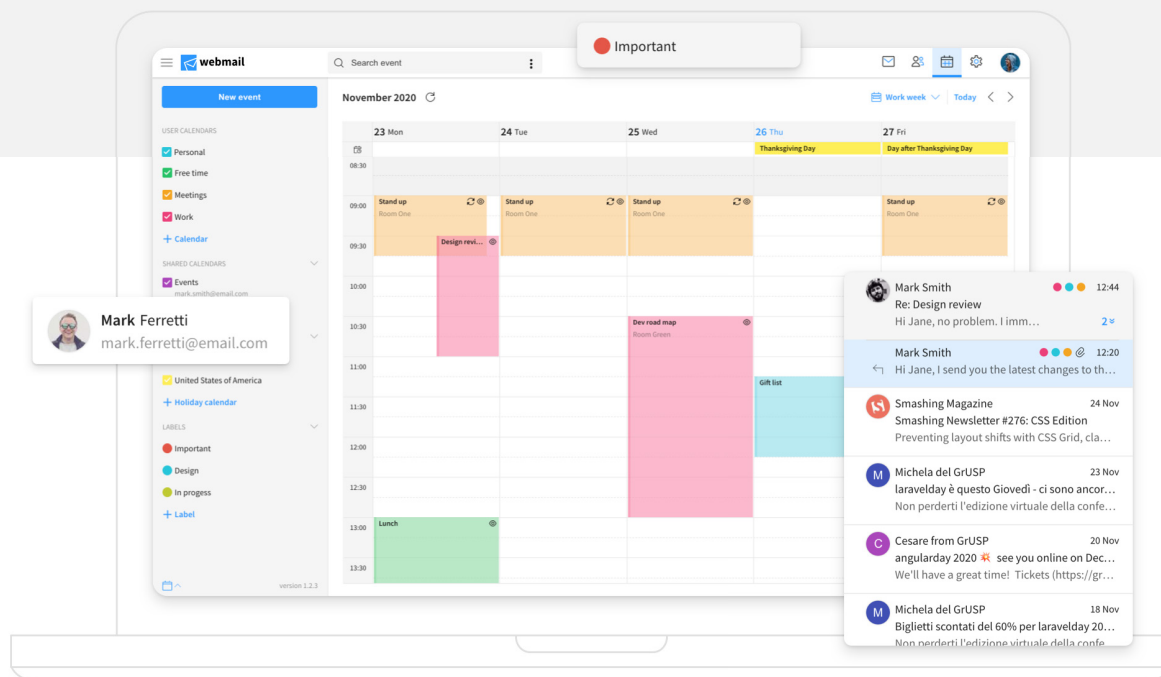 Important
webmail
Search event
New event
November 2020
Work week
Today
USER CALENDARS
Personal
Free time
Meetings
Work
+ Calendar
SHARED CALENDARS
Events
mark.smith@email.com
Mark Ferretti
mark.ferretti@email.com
United States of America
+ Holiday calendar
LABELS
Important
Design
In progess
+ Label
version 1.2.3
23 Mon
24 Tue
25 Wed
26 Thu
27 Fri
Thanksgiving Day
Day after Thanksgiving Day
08:30
09:00
09:30
10:00
10:30
11:00
11:30
12:00
12:30
13:00
13:30
Stand up
Room One
Stand up
Room One
Stand up
Room One
Stand up
Room One
Design revi...
Dev road map
Room Green
Gift list
Lunch
Mark Smith 12:44
Re: Design review
Hi Jane, no problem. I imm... 2
Mark Smith 12:20
Hi Jane, I send you the latest changes to th...
Smashing Magazine 24 Nov
Smashing Newsletter #276: CSS Edition
Preventing layout shifts with CSS Grid, cla...
M
Michela del GrUSP 23 Nov
laravelday è questo Giovedì - ci sono ancor...
Non perderti l'edizione virtuale della confe...
C
Cesare from GrUSP 20 Nov
angularday 2020 💥 see you online on Dec...
We'll have a great time! Tickets (https://gr...
M
Michela del GrUSP 18 Nov
Biglietti scontati del 60% per laravelday 20...
Non perderti l'edizione virtuale della confe